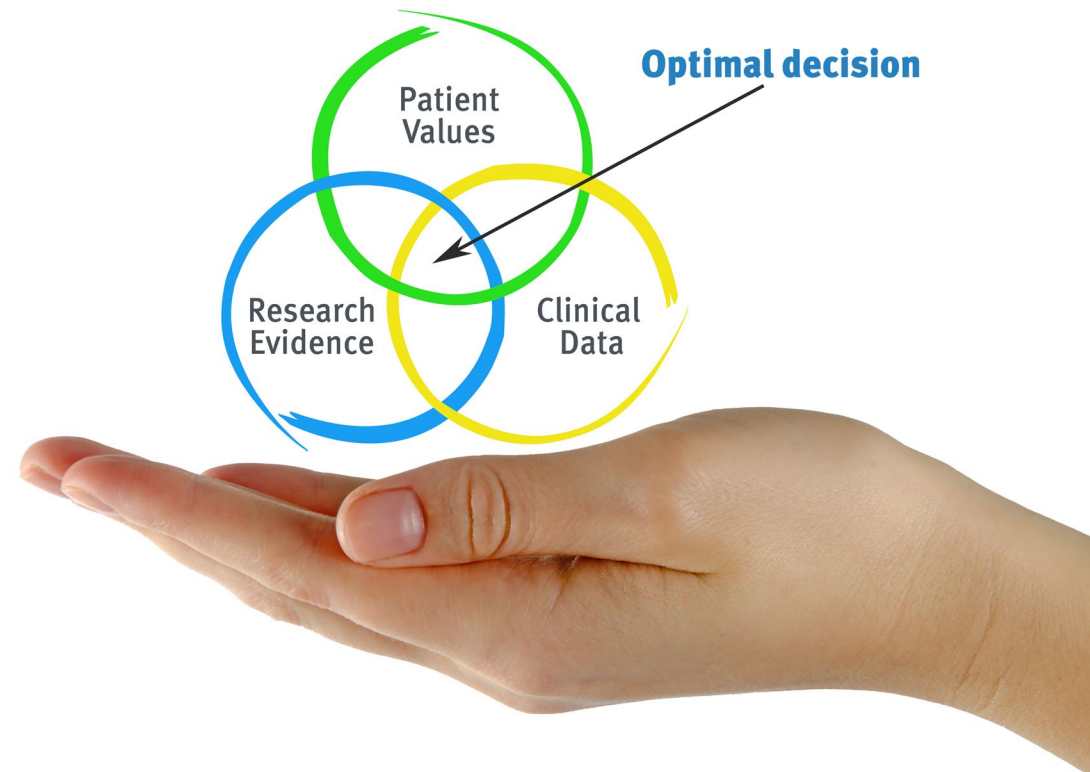 Optimal decision
Patient
Values
Research
Evidence
Clinical
Data